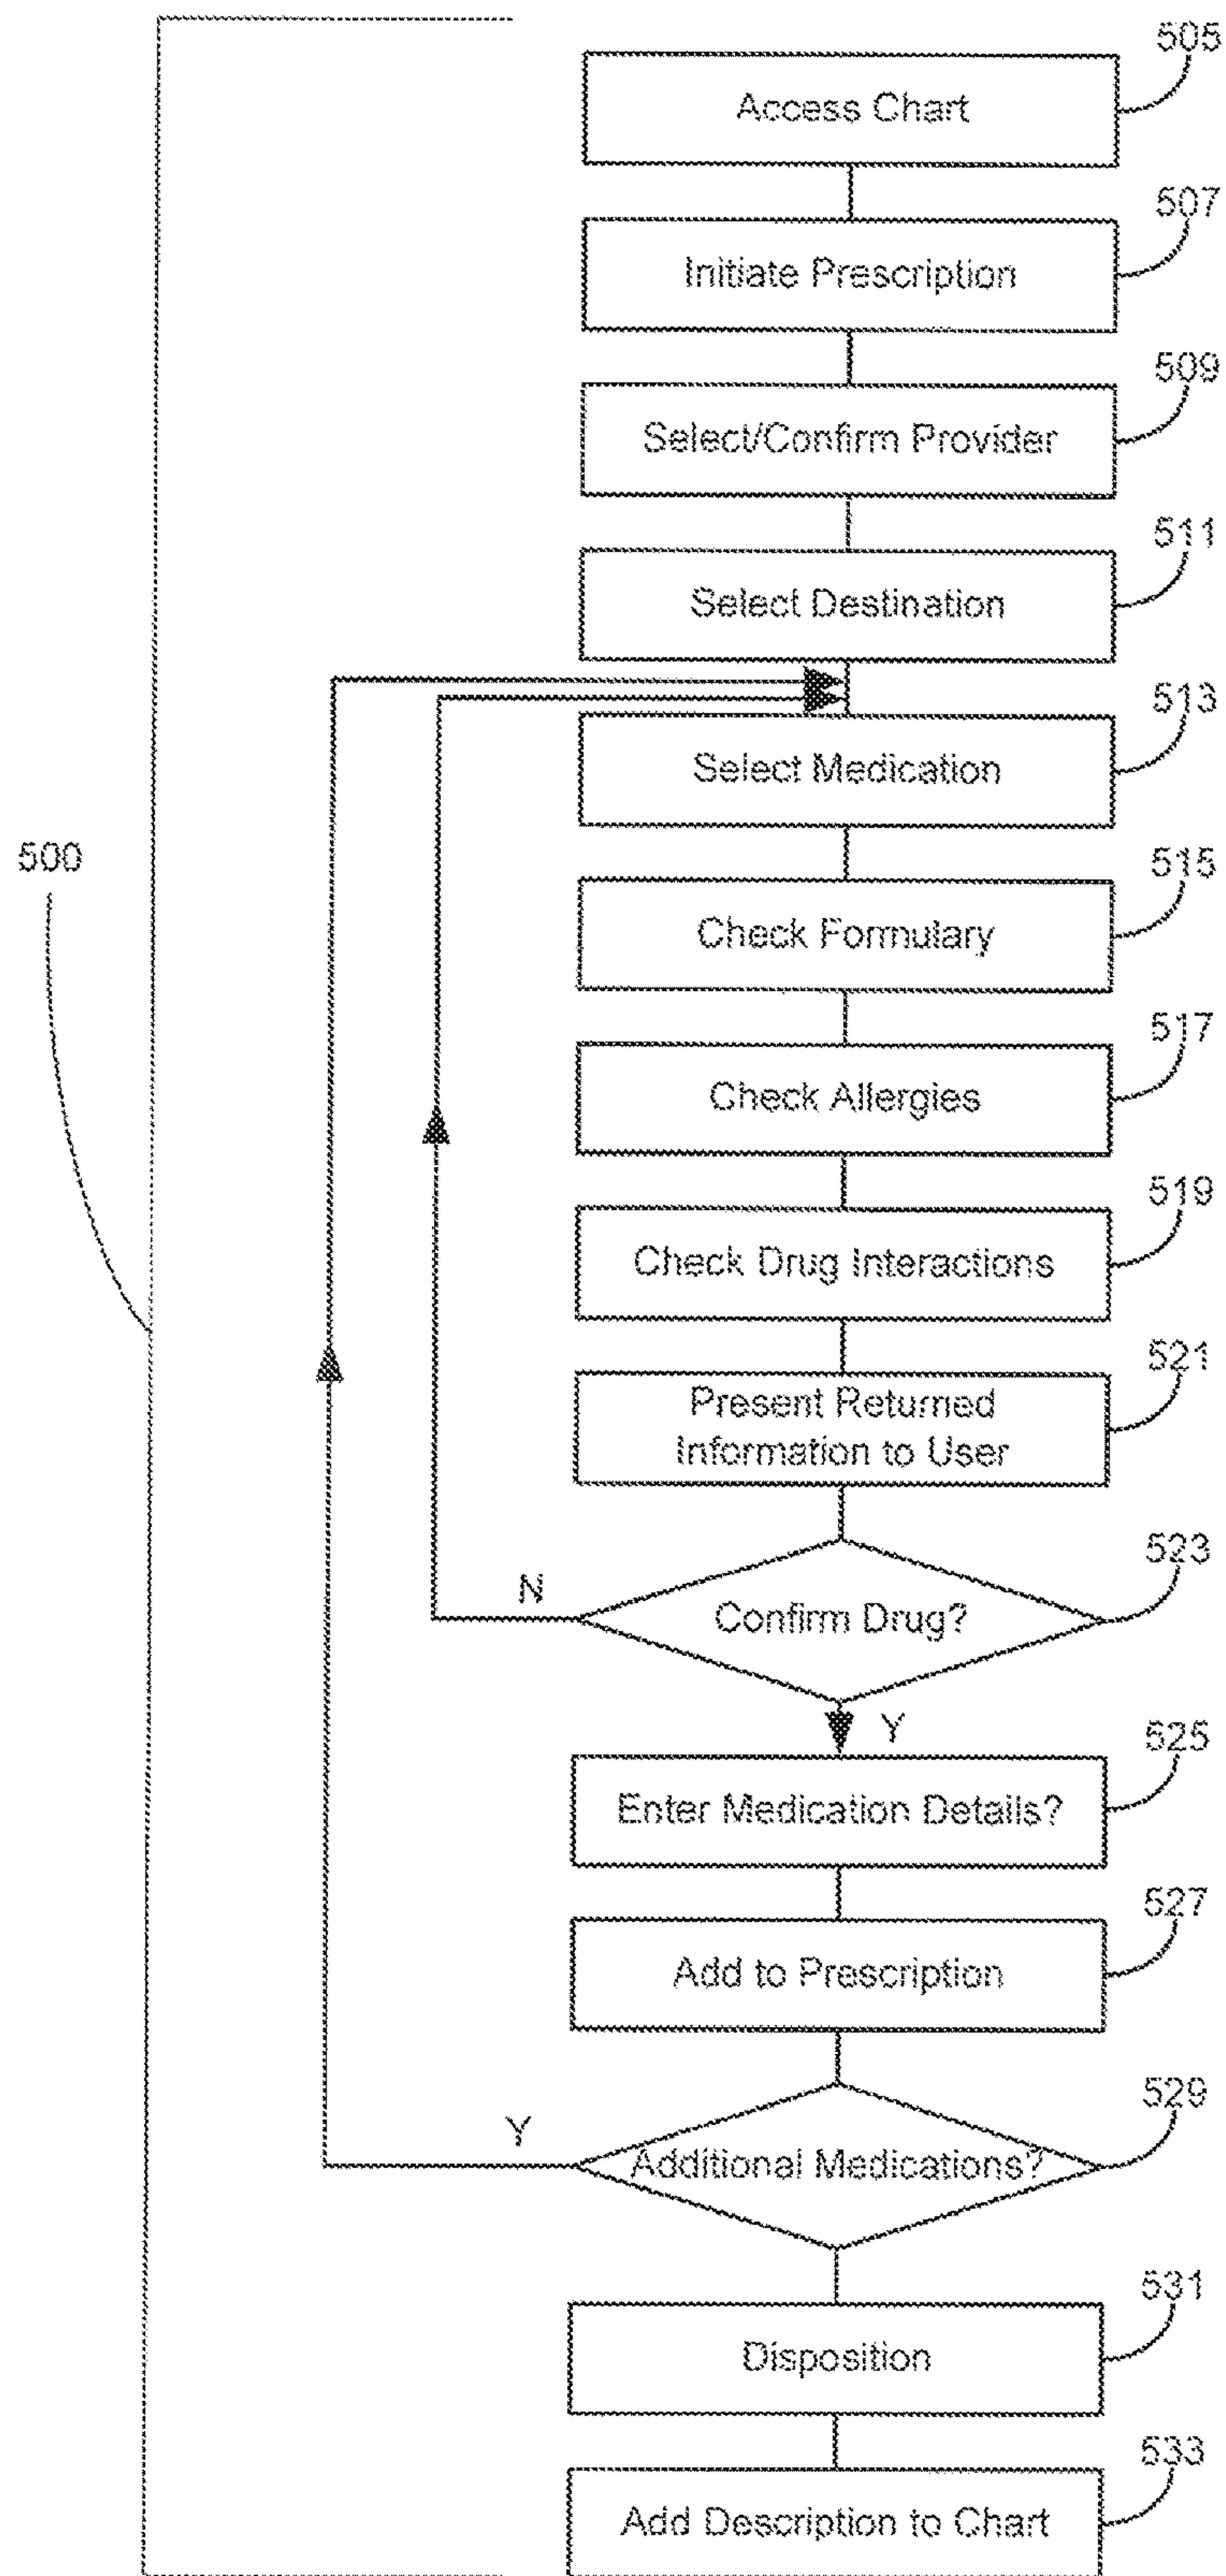 505
Access Chart
507
Initiate Prescription
509
Select/Confirm Provider
511
Select Destination
513
Select Medication
500
515
Check Formulary
517
Check Allergies
519
Check Drug Interactions
521
Present Returned
Information to User
523
N
Confirm Drug?
Y
525
Enter Medication Details?
527
Add to Prescription
529
Y
Additional Medications?
531
Disposition
533
Add Description to Chart